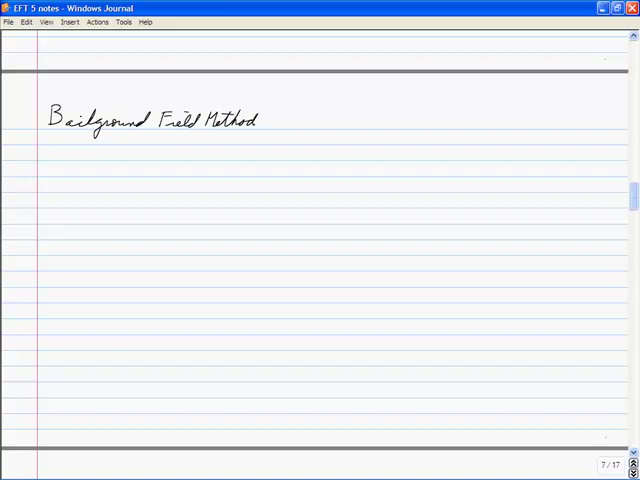 EFT 5 notes - Windows Journal
File Edit View Insert Actions Tools Help
Background Field Method
7 / 17